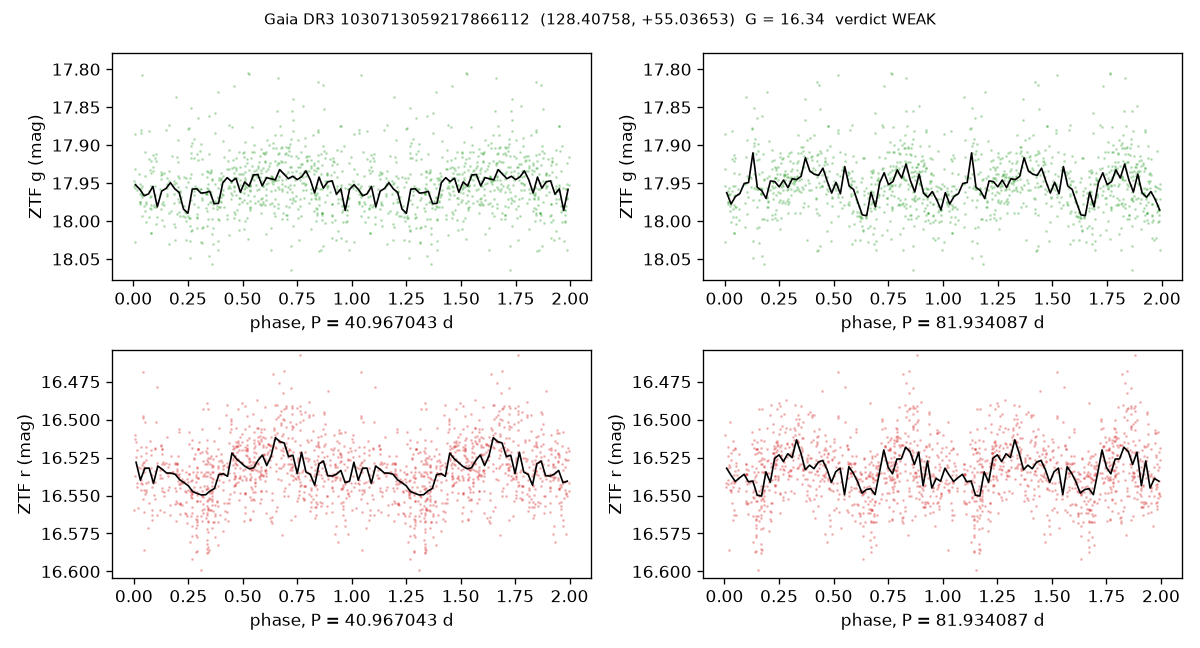 Gaia DR3 1030713059217866112 (128.40758, +55.03653) G = 16.34 verdict WEAK
ZTF g (mag)
17.80
17.85
17.90
17.95
18.00
18.05
0.00 0.25 0.50 0.75 1.00 1.25 1.50 1.75 2.00
phase, P = 40.967043 d
ZTF g (mag)
17.80
17.85
17.90
17.95
18.00
18.05
0.00 0.25 0.50 0.75 1.00 1.25 1.50 1.75 2.00
phase, P = 81.934087 d
ZTF r (mag)
16.475
16.500
16.525
16.550
16.575
16.600
0.00 0.25 0.50 0.75 1.00 1.25 1.50 1.75 2.00
phase, P = 40.967043 d
ZTF r (mag)
16.475
16.500
16.525
16.550
16.575
16.600
0.00 0.25 0.50 0.75 1.00 1.25 1.50 1.75 2.00
phase, P = 81.934087 d